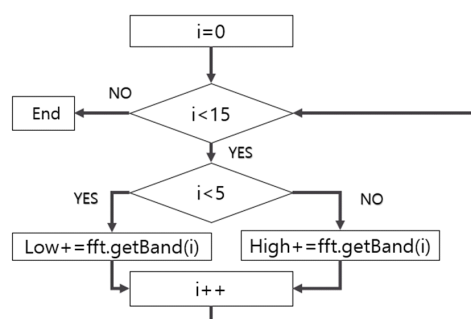 i=0
NO
End
i<15
YES
YES
i<5
NO
Low+=fft.getBand(i)
High+=fft.getBand(i)
i++